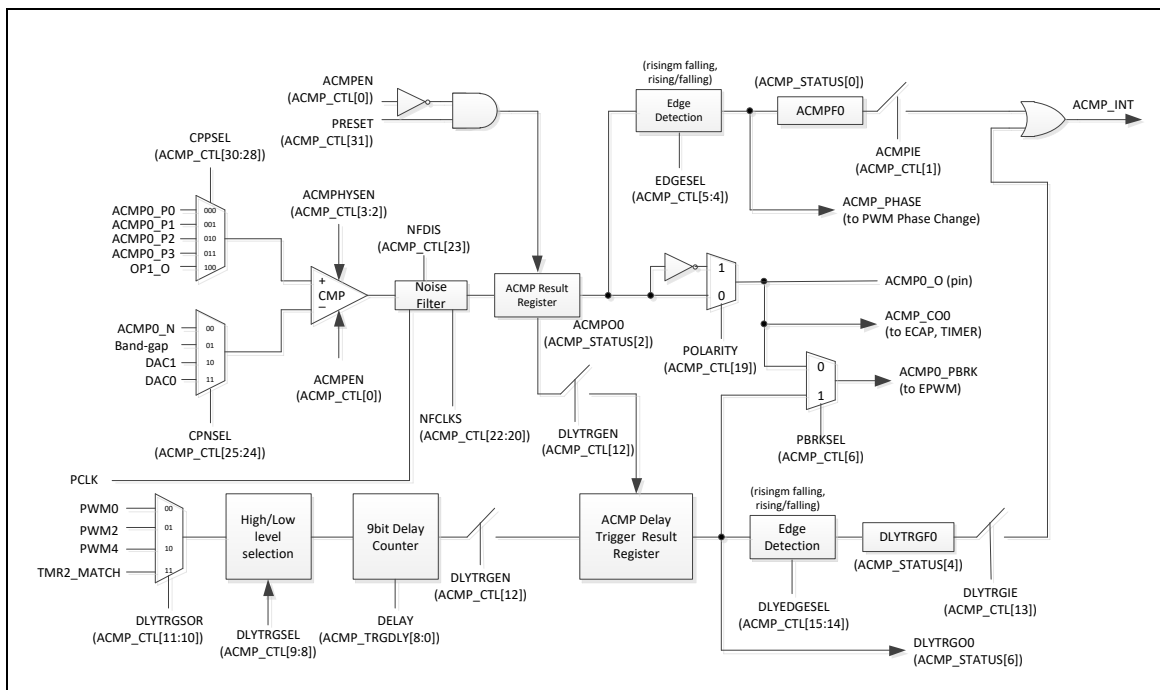 ACMPEN
(ACMP_CTL[0])
PRESET
(ACMP_CTL[31])
CPPSEL
(ACMP_CTL[30:28])
ACMP0_P0
ACMP0_P1
ACMP0_P2
ACMP0_P3
OP1_O
000
001
010
011
100
ACMPHYSEN
(ACMP_CTL[3:2])
+
CMP
−
ACMP0_N
Band-gap
DAC1
DAC0
00
01
10
11
CPNSEL
(ACMP_CTL[25:24])
ACMPEN
(ACMP_CTL[0])
NFDIS
(ACMP_CTL[23])
Noise
Filter
NFCLKS
(ACMP_CTL[22:20])
PCLK
ACMP Result
Register
ACMPO0
(ACMP_STATUS[2])
(risingm falling,
rising/falling)
Edge
Detection
EDGESEL
(ACMP_CTL[5:4])
(ACMP_STATUS[0])
ACMPF0
ACMPIE
(ACMP_CTL[1])
ACMP_INT
ACMP_PHASE
(to PWM Phase Change)
1
0
POLARITY
(ACMP_CTL[19])
ACMP0_O (pin)
ACMP_CO0
(to ECAP, TIMER)
0
1
ACMP0_PBRK
(to EPWM)
PBRKSEL
(ACMP_CTL[6])
DLYTRGEN
(ACMP_CTL[12])
PWM0
PWM2
PWM4
TMR2_MATCH
00
01
10
11
DLYTRGSOR
(ACMP_CTL[11:10])
High/Low
level
selection
DLYTRGSEL
(ACMP_CTL[9:8])
9bit Delay
Counter
DELAY
(ACMP_TRGDLY[8:0])
DLYTRGEN
(ACMP_CTL[12])
ACMP Delay
Trigger Result
Register
(risingm falling,
rising/falling)
Edge
Detection
DLYEDGESEL
(ACMP_CTL[15:14])
DLYTRGF0
(ACMP_STATUS[4])
DLYTRGIE
(ACMP_CTL[13])
DLYTRGO0
(ACMP_STATUS[6])